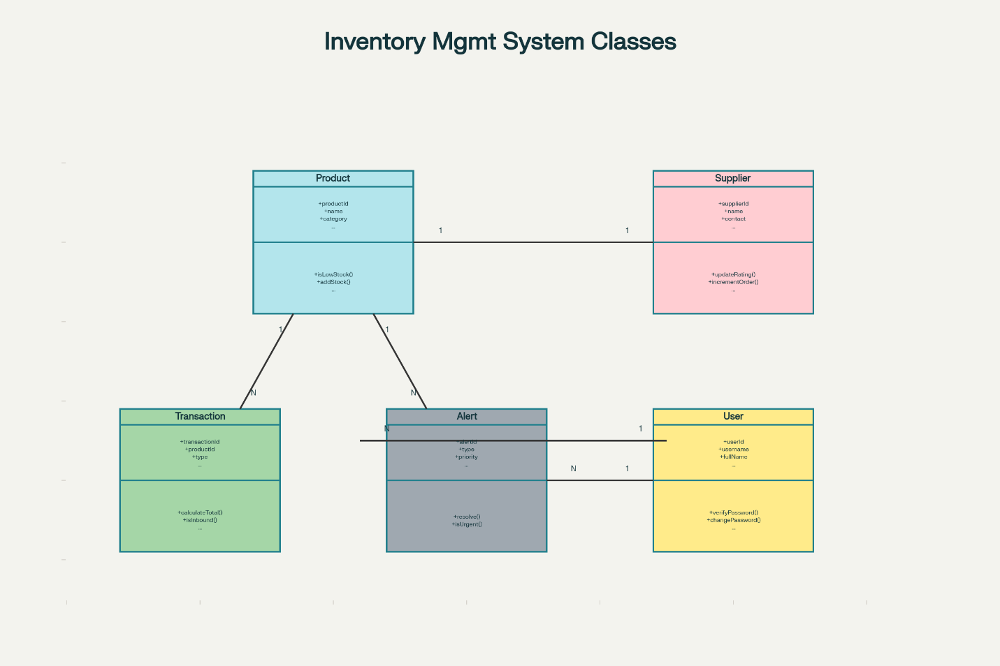 Inventory Mgmt System Classes
Product
+productId
+name
+category
...
+isLowStock()
+addStock()
...
Supplier
+supplierId
+name
+contact
...
+updateRating()
+incrementOrder()
...
1
1
1
1
N
N
Transaction
+transactionId
+productId
+type
...
+calculateTotal()
+isInbound()
...
Alert
N
+alertId
+type
+priority
...
+resolve()
+isUrgent()
1
N
1
User
+userId
+username
+fullName
...
+verifyPassword()
+changePassword()
...